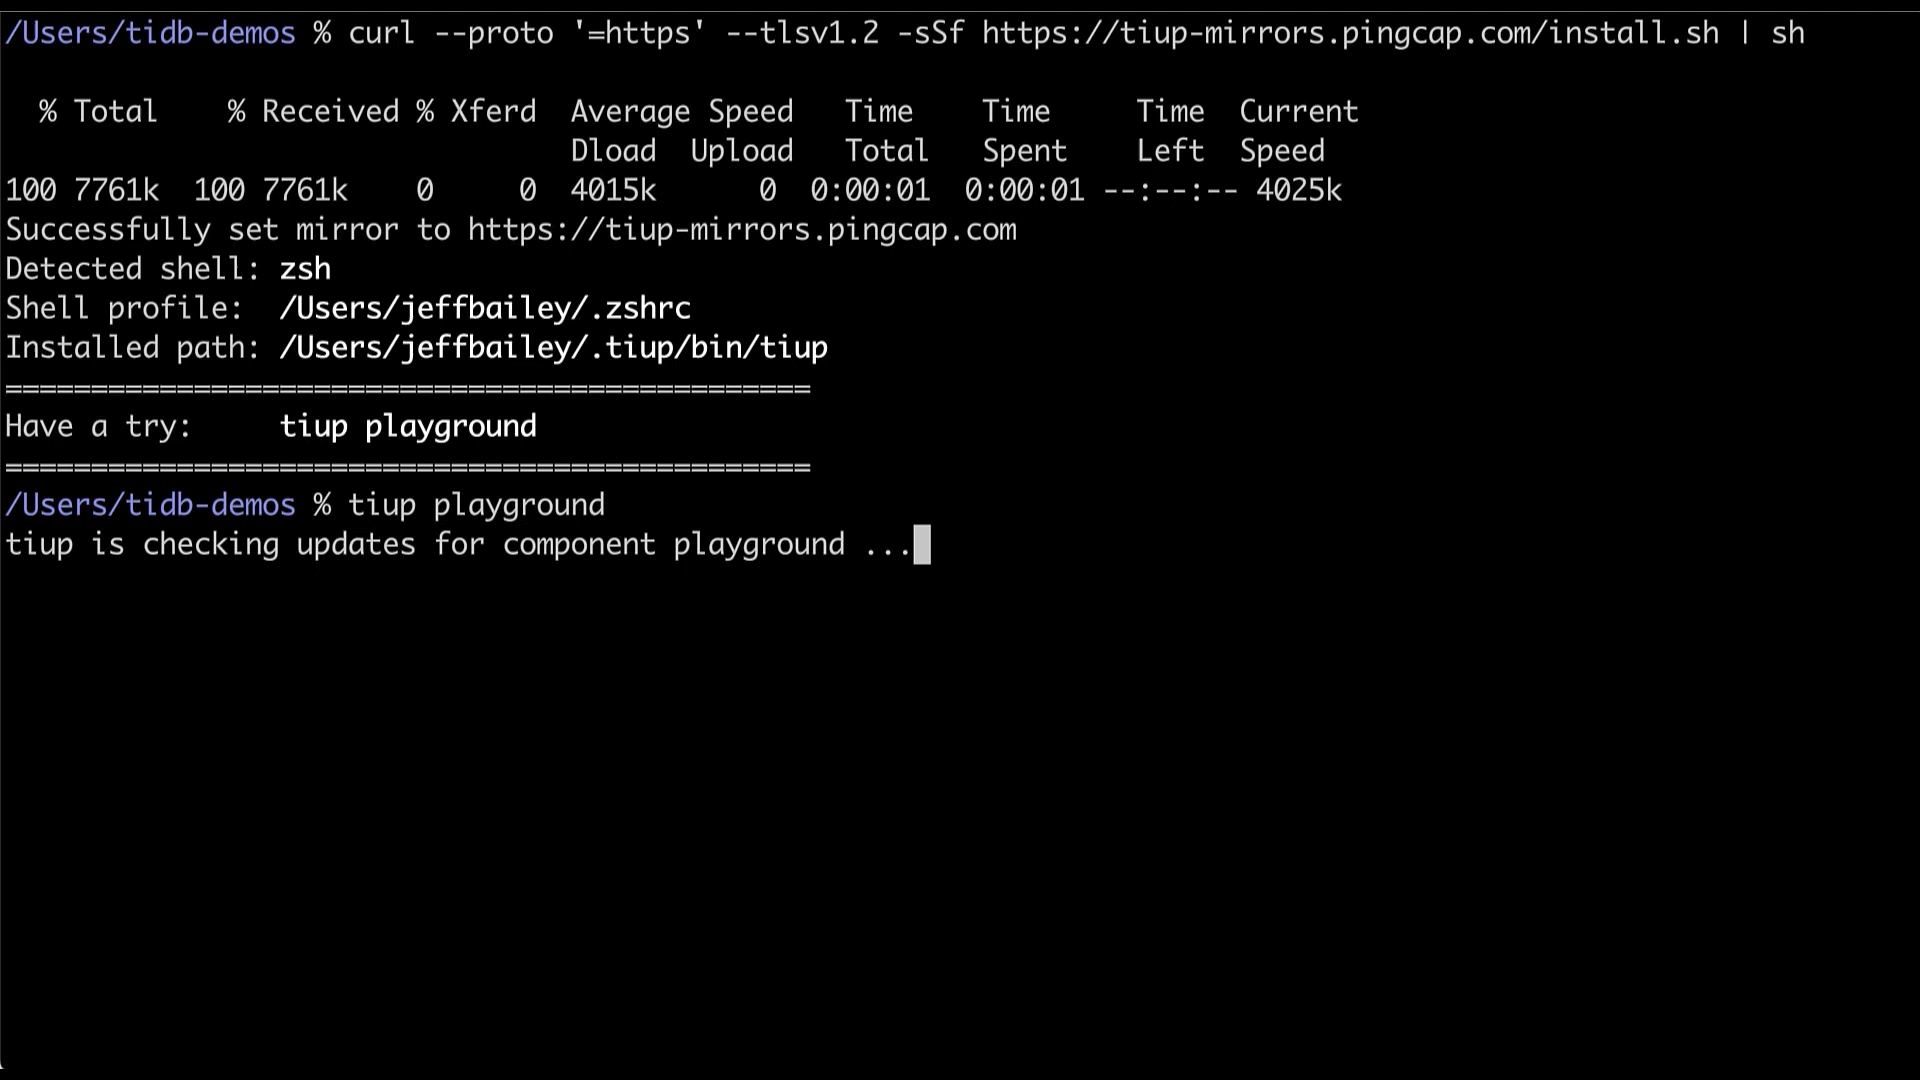 /Users/tidb-demos % curl --proto '=https' --tlsv1.2 -sSf https://tiup-mirrors.pingcap.com/install.sh | sh
  % Total    % Received % Xferd  Average Speed   Time    Time     Time  Current
                                 Dload  Upload   Total   Spent    Left  Speed
100 7761k  100 7761k    0     0  4015k      0  0:00:01  0:00:01 --:--:-- 4025k
Successfully set mirror to https://tiup-mirrors.pingcap.com
Detected shell: zsh
Shell profile:  /Users/jeffbailey/.zshrc
Installed path: /Users/jeffbailey/.tiup/bin/tiup
===============================================
Have a try:     tiup playground
===============================================
/Users/tidb-demos % tiup playground
tiup is checking updates for component playground ...